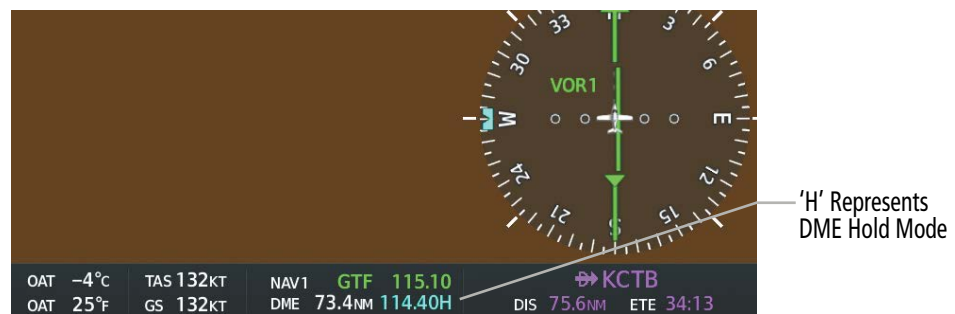 33
3
30
6
VOR1
W
E
24
12
21
S
15
'H' Represents
DME Hold Mode
OAT −4°C TAS 132KT NAV1 GTF 115.10 KCTB
OAT 25°F GS 132KT DME 73.4NM 114.40H DIS 75.6NM ETE 34:13